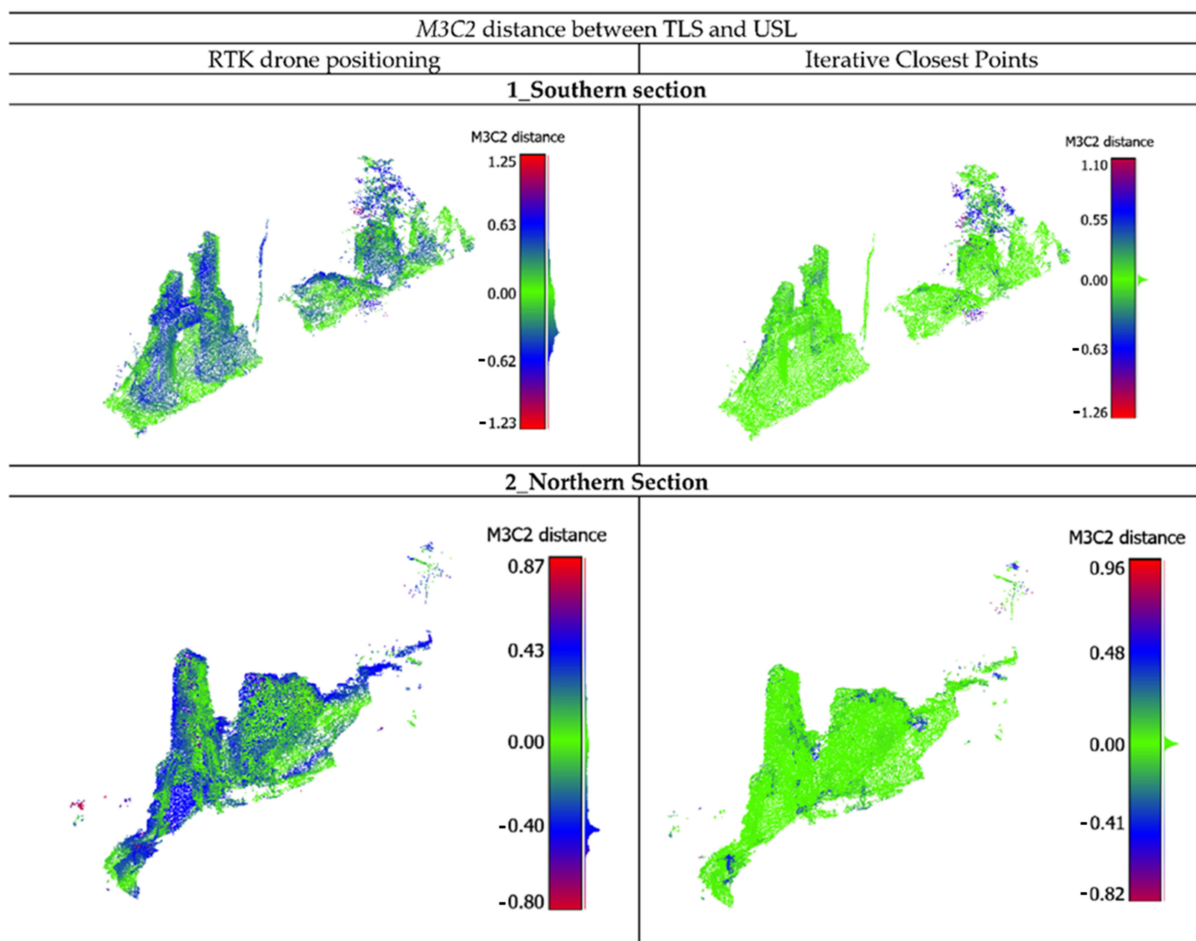 M3C2 distance between TLS and USL
RTK drone positioning
Iterative Closest Points
1_Southern section
M3C2 distance
1.25
0.63
0.00
-0.62
-1.23
M3C2 distance
1.10
0.55
0.00
-0.63
-1.26
2_Northern Section
M3C2 distance
0.87
0.43
0.00
-0.40
-0.80
M3C2 distance
0.96
0.48
0.00
-0.41
-0.82